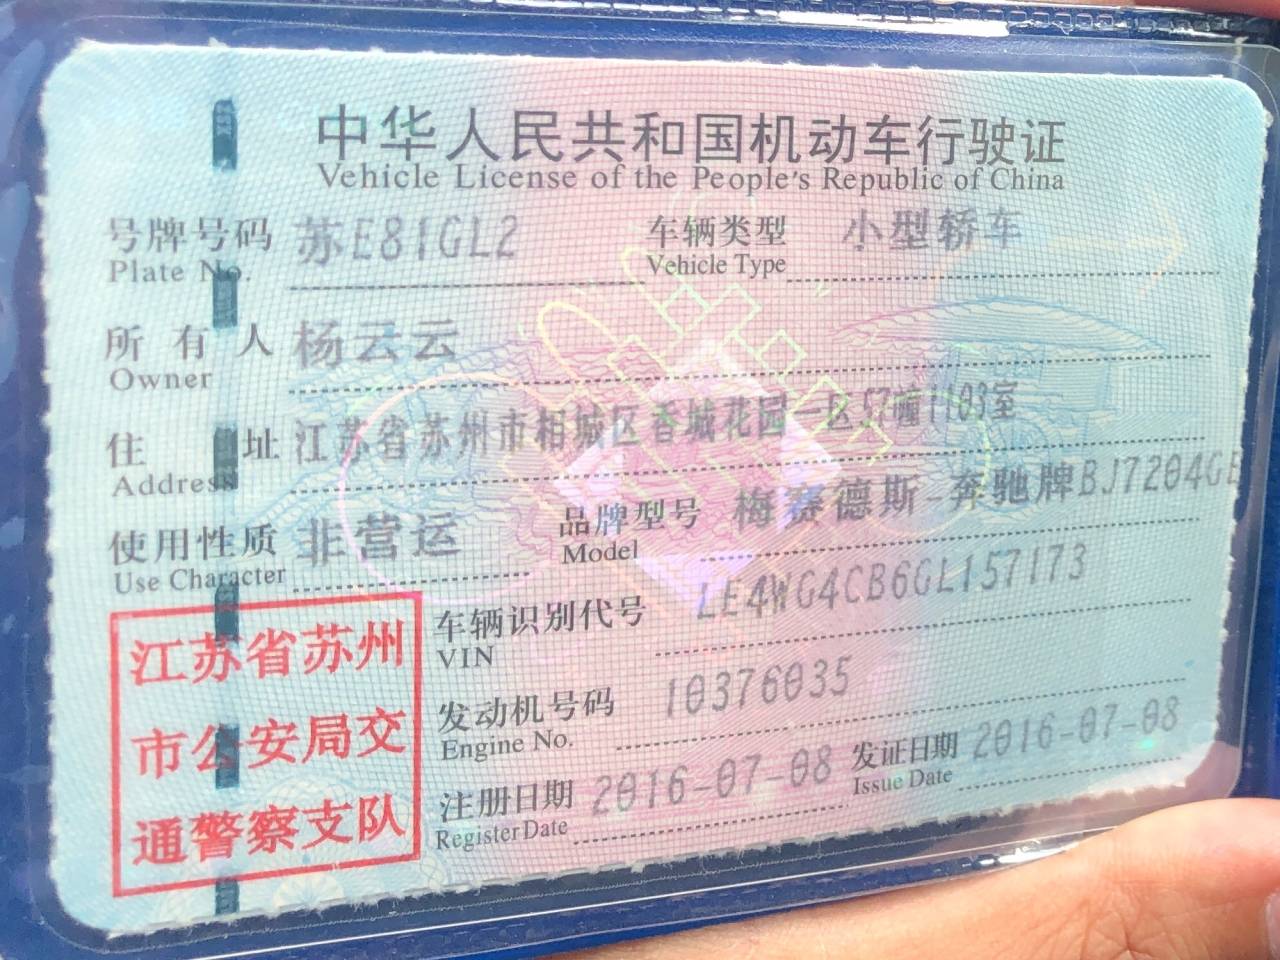 中华人民共和国机动车行驶证
Vehicle License of the People's Republic of China
号牌号码 苏E81GL2 车辆类型 小型轿车
Plate No. Vehicle Type
所有人 杨云云
Owner
住址 江苏省苏州市相城区香城花园一区57幢1103室
Address
使用性质 非营运 品牌型号 梅赛德斯-奔驰牌BJ7204GE
Use Character Model
江苏省苏州
市公安局交
通警察支队
车辆识别代号 LE4WG4CB6GL157173
VIN
发动机号码 10376035
Engine No.
注册日期 2016-07-08 发证日期 2016-07-08
Register Date Issue Date